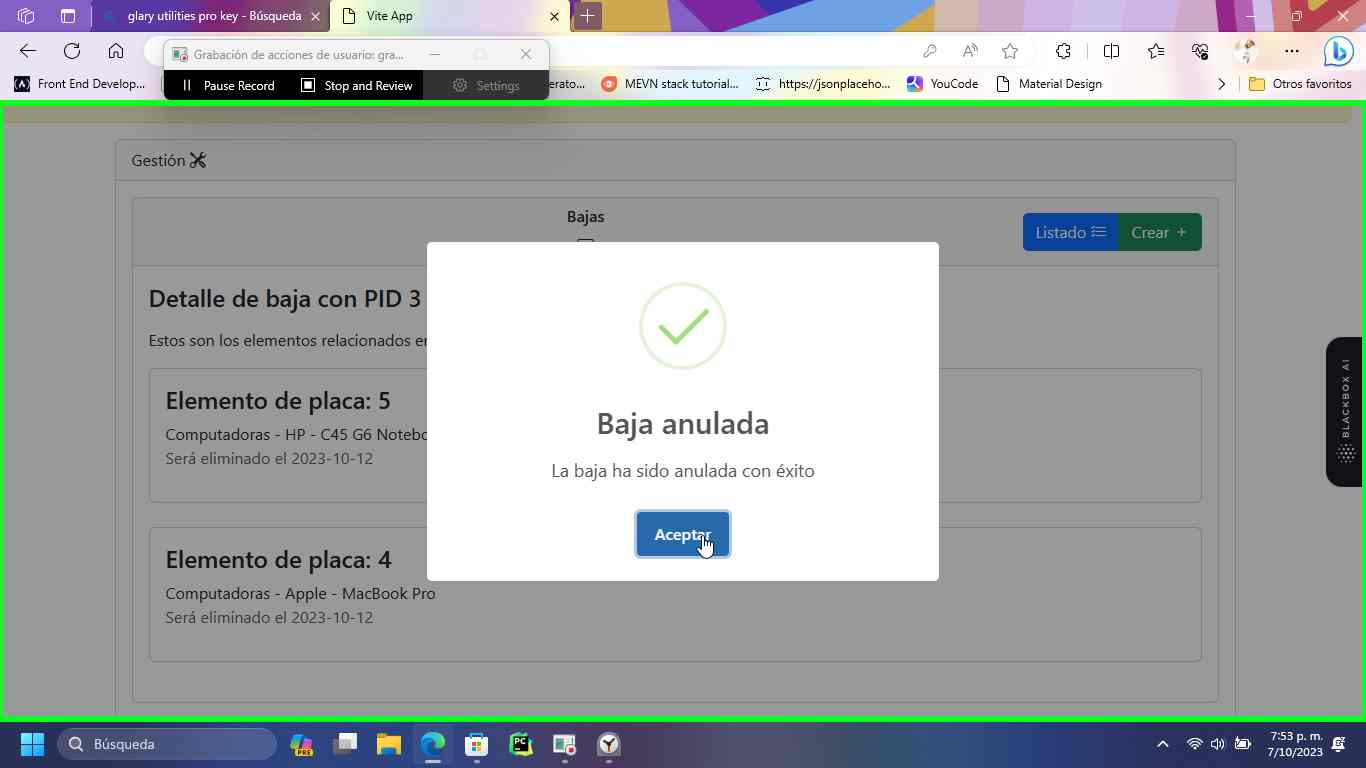 glary utilities pro key - Búsqueda
Vite App
Grabación de acciones de usuario: gra...
Pause Record
Stop and Review
Settings
Front End Develop...
erato...
MEVN stack tutorial...
https://jsonplaceho...
YouCode
Material Design
Otros favoritos
Gestión
Bajas
Listado
Crear +
Detalle de baja con PID 3
Estos son los elementos relacionados en
Elemento de placa: 5
Computadoras - HP - C45 G6 Notebo
Será eliminado el 2023-10-12
Elemento de placa: 4
Computadoras - Apple - MacBook Pro
Será eliminado el 2023-10-12
Baja anulada
La baja ha sido anulada con éxito
Aceptar
BLACKBOX AI
Búsqueda
PRE
PC
7:53 p. m.
7/10/2023